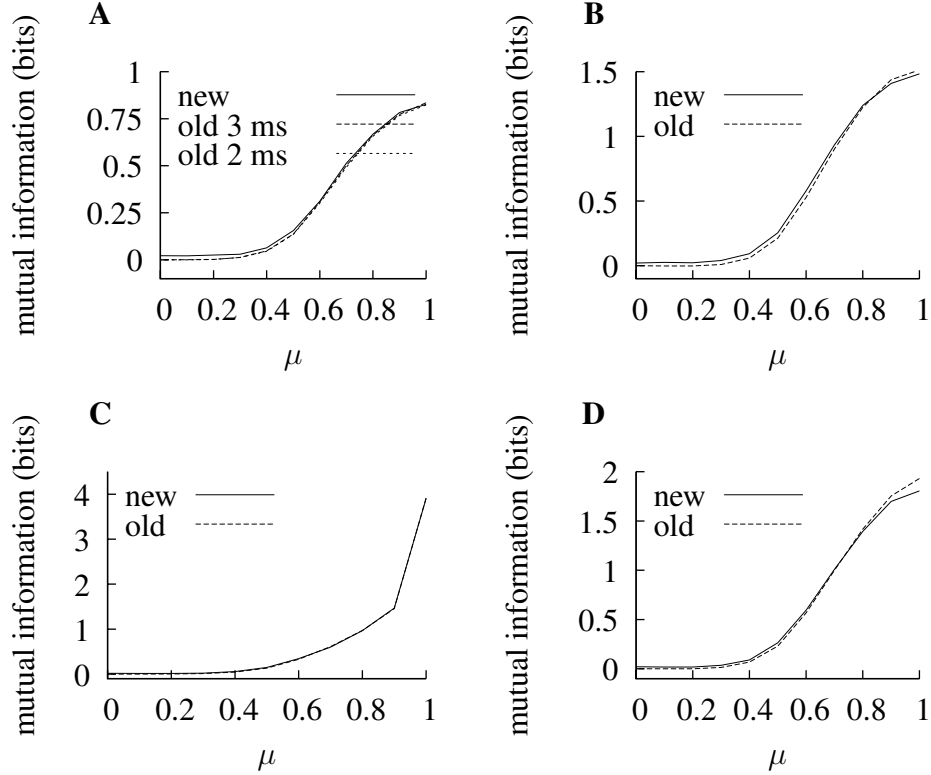 A
mutual information (bits)
1
0.75
0.5
0.25
0
new
old 3 ms
old 2 ms
0 0.2 0.4 0.6 0.8 1
μ
B
mutual information (bits)
1.5
1
0.5
0
new
old
0 0.2 0.4 0.6 0.8 1
μ
C
mutual information (bits)
4
3
2
1
0
new
old
0 0.2 0.4 0.6 0.8 1
μ
D
mutual information (bits)
2
1.5
1
0.5
0
new
old
0 0.2 0.4 0.6 0.8 1
μ